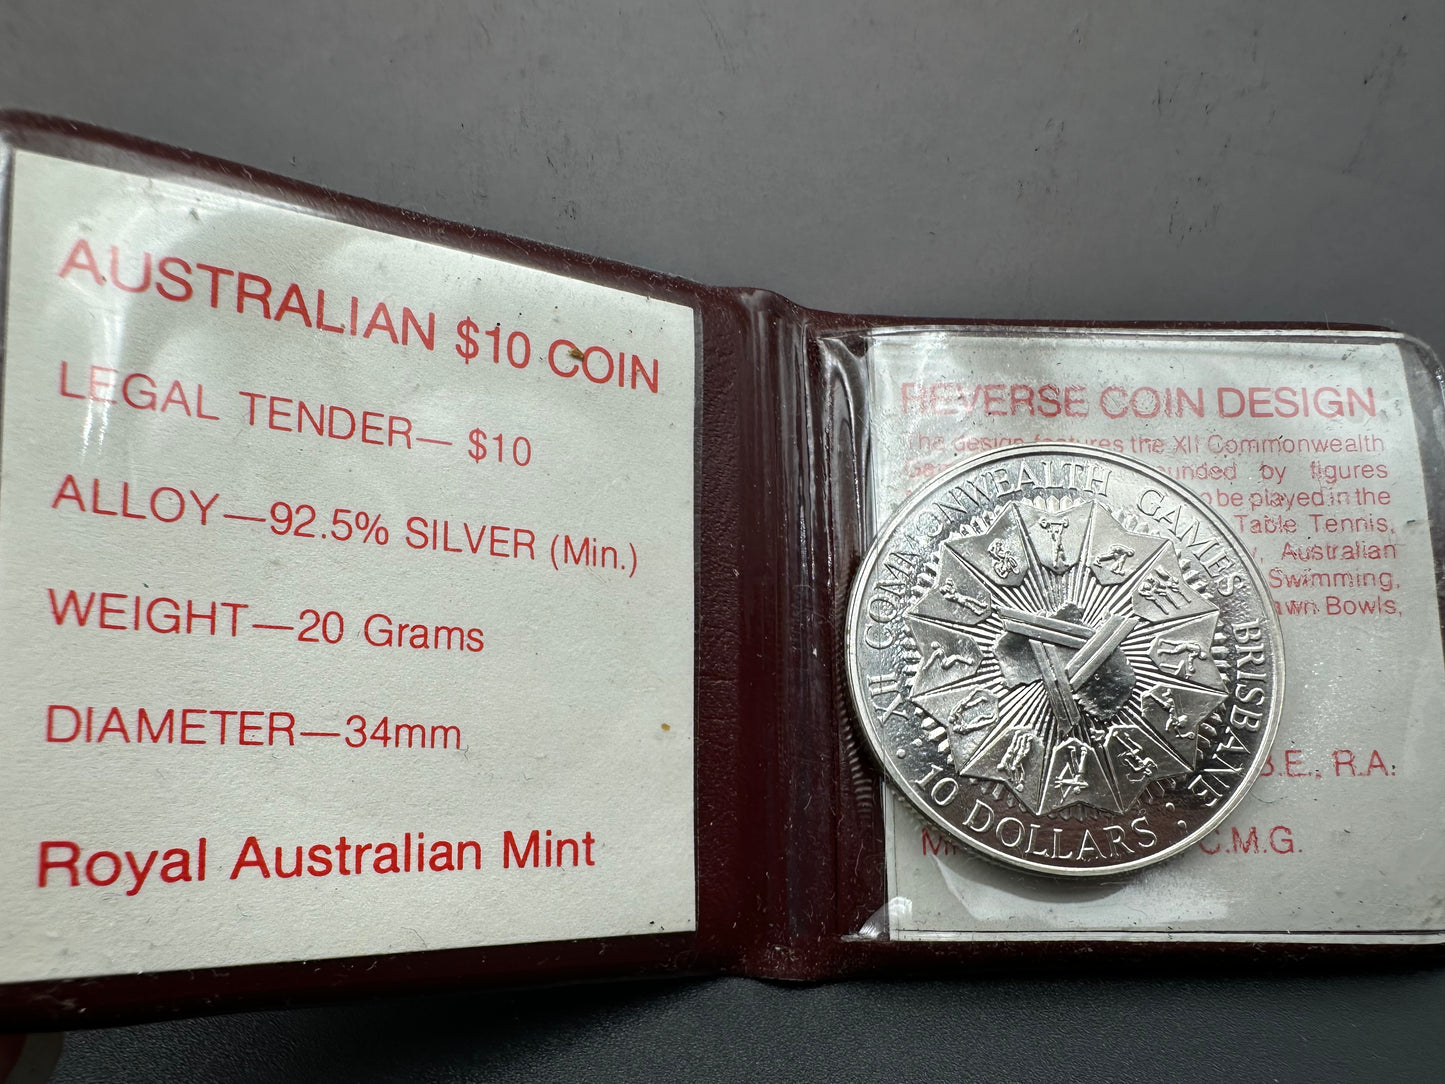 AUSTRALIAN $10 COIN
LEGAL TENDER— $10
ALLOY—92.5% SILVER (Min.)
WEIGHT—20 Grams
DIAMETER—34mm
Royal Australian Mint
REVERSE COIN DESIGN
The design features the XII Commonwealth
by figures
be played in the
Table Tennis,
Australian
Swimming,
Bowls,
B.E., R.A.
C.M.G.
XII COMMONWEALTH GAMES BRISBANE
10 DOLLARS